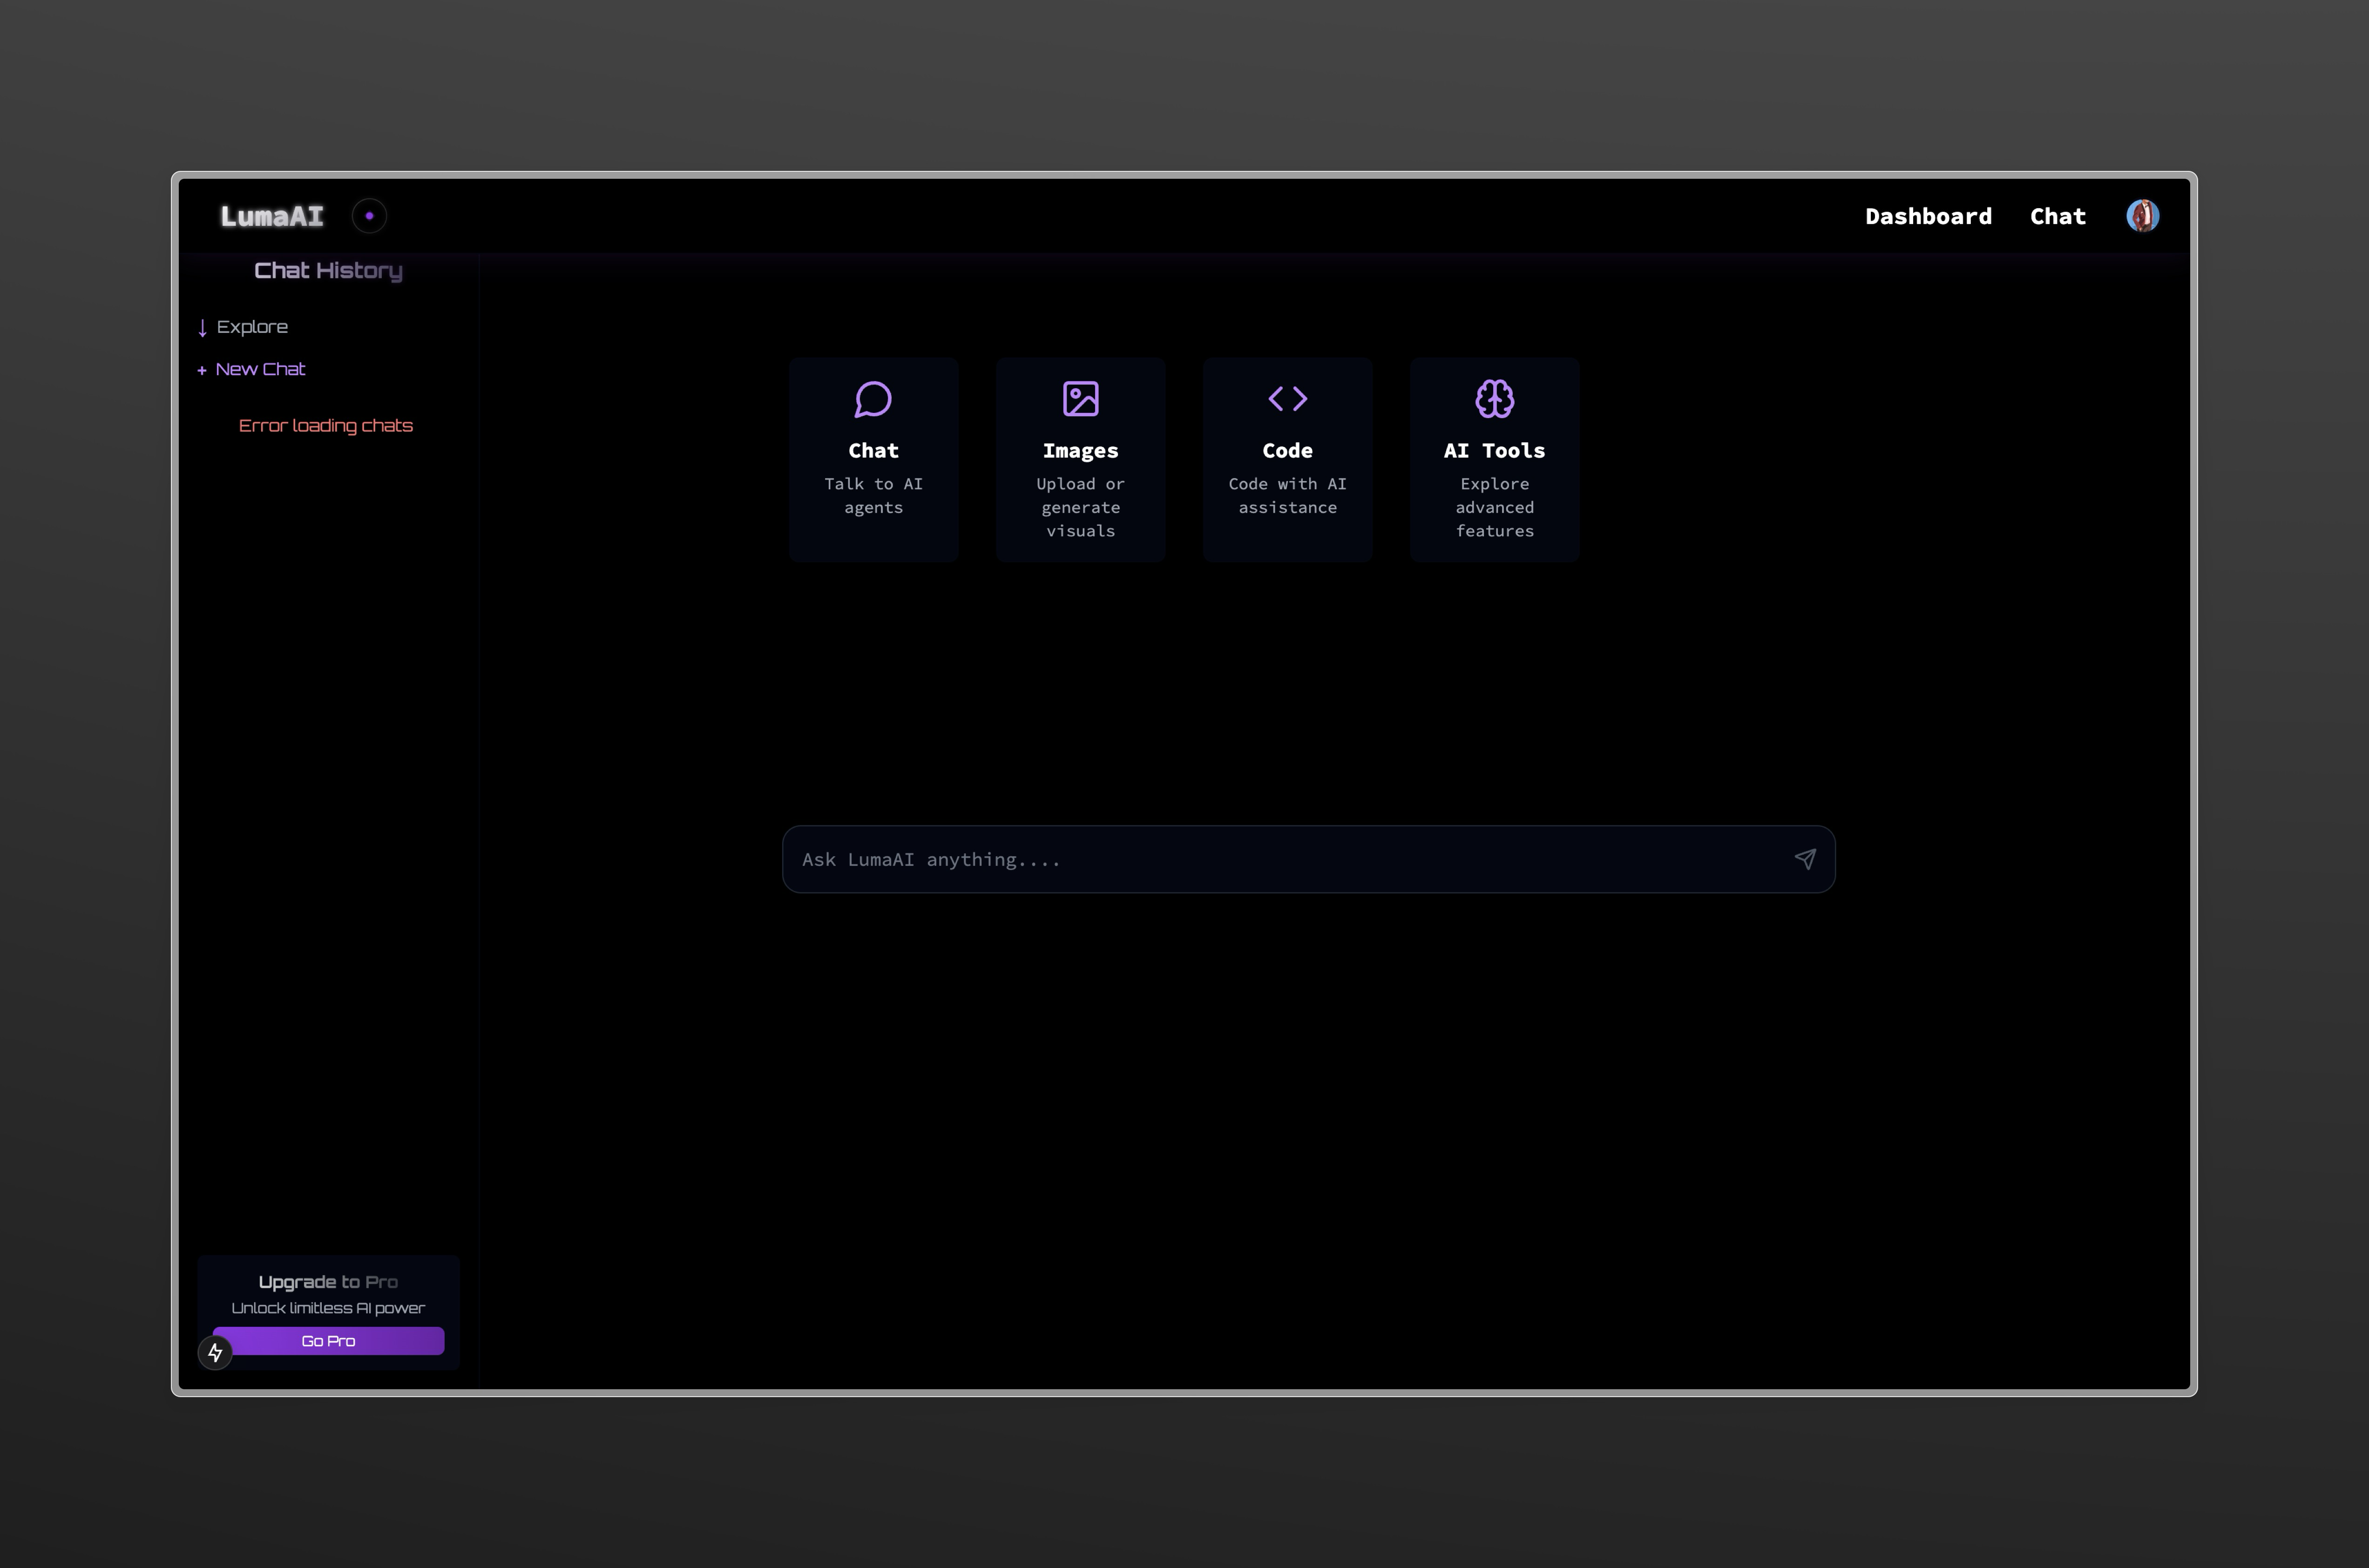 LumaAI
Dashboard
Chat
Chat History
↓ Explore
+ New Chat
Error loading chats
Chat
Talk to AI
agents
Images
Upload or
generate
visuals
Code
Code with AI
assistance
AI Tools
Explore
advanced
features
Ask LumaAI anything....
Upgrade to Pro
Unlock limitless AI power
Go Pro